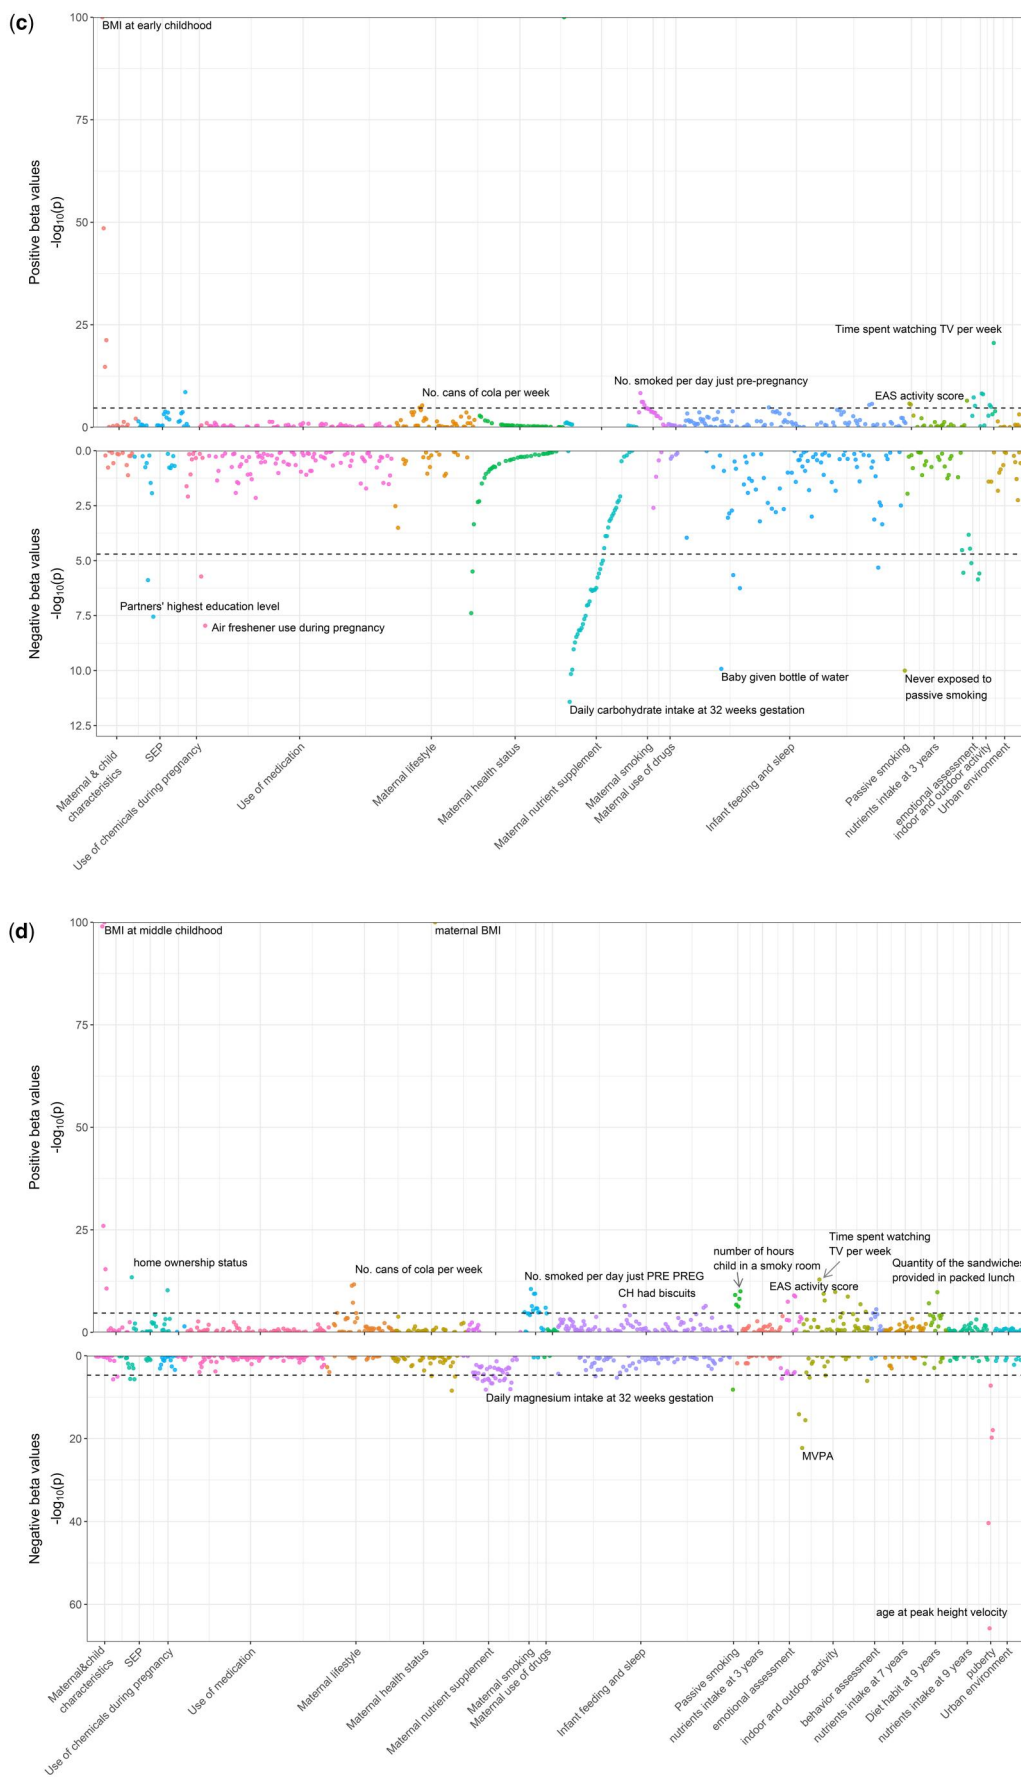 (c)
100
75
50
25
0
Positive beta values
-log10(p)
BMI at early childhood
Time spent watching TV per week
No. smoked per day just pre-pregnancy
No. cans of cola per week
EAS activity score
0.0
2.5
5.0
7.5
10.0
12.5
Negative beta values
-log10(p)
Partners' highest education level
Air freshener use during pregnancy
Baby given bottle of water
Never exposed to
passive smoking
Daily carbohydrate intake at 32 weeks gestation
Maternal & child
characteristics
SEP
Use of chemicals during pregnancy
Use of medication
Maternal lifestyle
Maternal health status
Maternal nutrient supplement
Maternal smoking
Maternal use of drugs
Infant feeding and sleep
Passive smoking
nutrients intake at 3 years
emotional assessment
indoor and outdoor activity
Urban environment
(d)
100
75
50
25
0
Positive beta values
-log10(p)
BMI at middle childhood
maternal BMI
Time spent watching
TV per week
number of hours
child in a smoky room
home ownership status
No. cans of cola per week
No. smoked per day just PRE PREG
CH had biscuits
EAS activity score
Quantity of the sandwiches
provided in packed lunch
0
20
40
60
Negative beta values
-log10(p)
Daily magnesium intake at 32 weeks gestation
MVPA
age at peak height velocity
Maternal&child
characteristics
SEP
Use of chemicals during pregnancy
Use of medication
Maternal lifestyle
Maternal health status
Maternal nutrient supplement
Maternal smoking
Maternal use of drugs
Infant feeding and sleep
Passive smoking
nutrients intake at 3 years
emotional assessment
indoor and outdoor activity
behavior assessment
nutrients intake at 7 years
Diet habit at 9 years
nutrients intake at 9 years
puberty
Urban environment